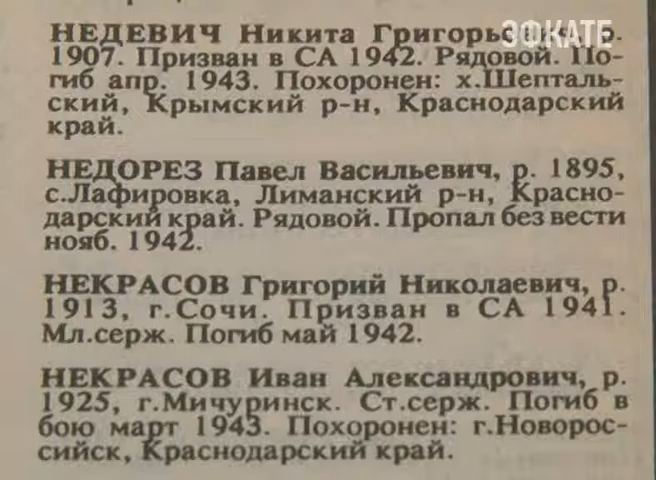 ЭФКАТЕ
НЕДЕВИЧ Никита Григорьевич, р.
1907. Призван в СА 1942. Рядовой. По-
гиб апр. 1943. Похоронен: х.Шепталь-
ский, Крымский р-н, Краснодарский
край.
НЕДОРЕЗ Павел Васильевич, р. 1895,
с.Лафировка, Лиманский р-н, Красно-
дарский край. Рядовой. Пропал без вести
нояб. 1942.
НЕКРАСОВ Григорий Николаевич, р.
1913, г.Сочи. Призван в СА 1941.
Мл.серж. Погиб май 1942.
НЕКРАСОВ Иван Александрович, р.
1925, г.Мичуринск. Ст.серж. Погиб в
бою март 1943. Похоронен: г.Новорос-
сийск, Краснодарский край.